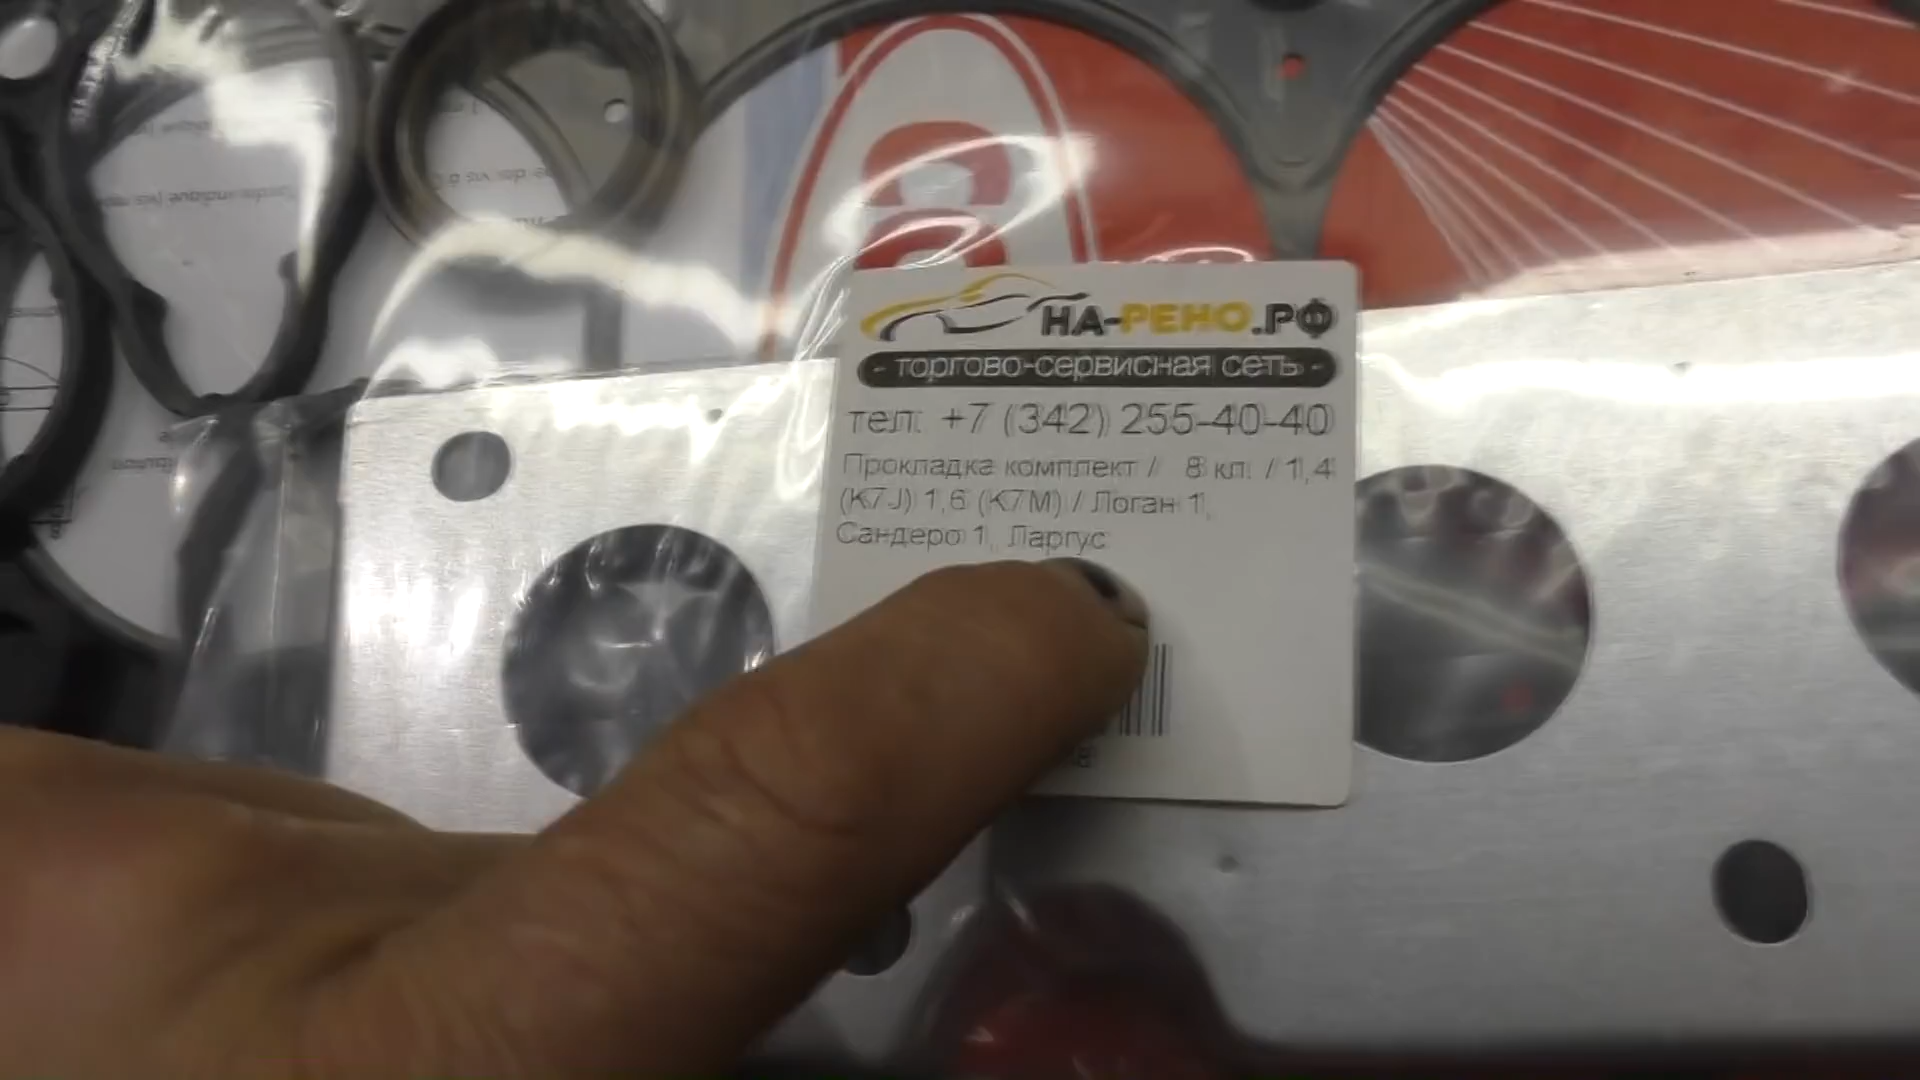 НА-РЕНО.РФ
- торгово-сервисная сеть -
тел: +7 (342) 255-40-40
Прокладка комплект / 8 кл. / 1,4
(K7J) 1,6 (K7M) / Логан 1,
Сандеро 1, Ларгус